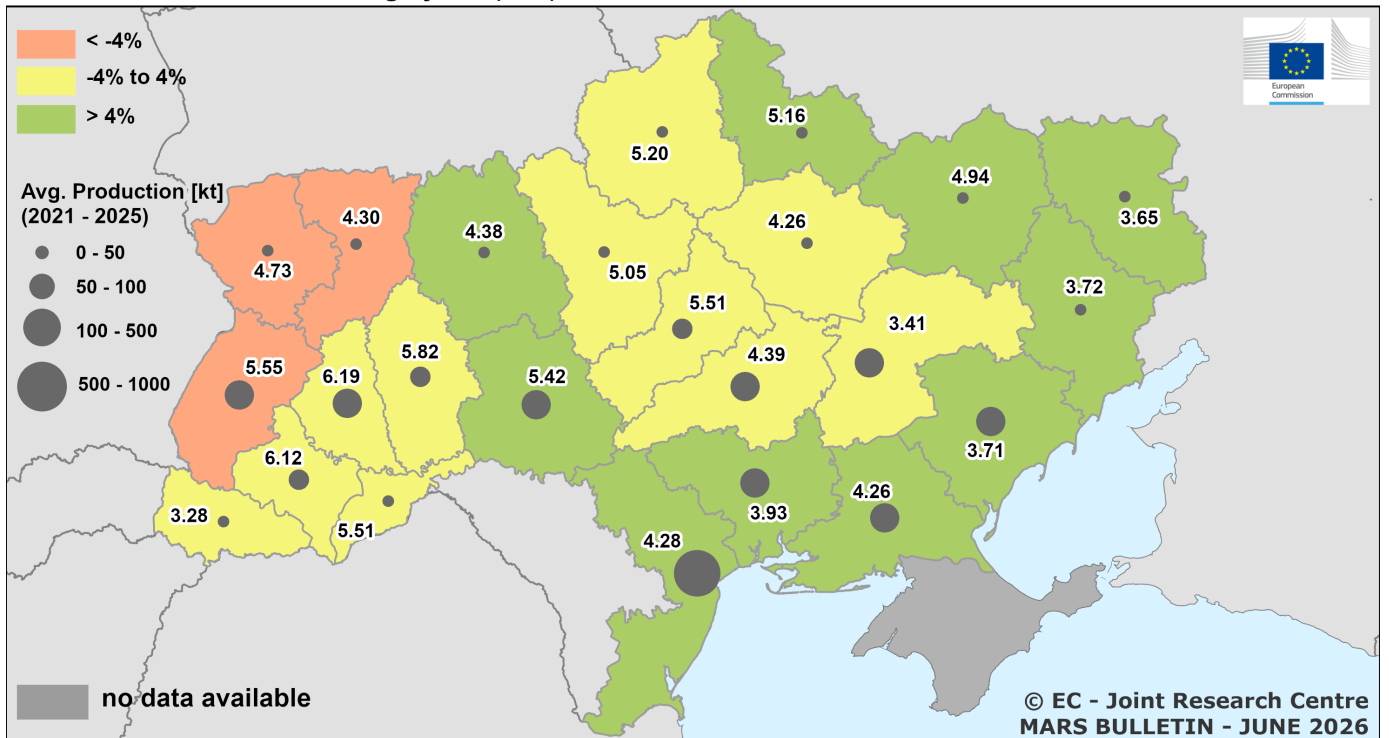 < -4%
-4% to 4%
> 4%
European
Commission
Avg. Production [kt]
(2021 - 2025)
0 - 50
50 - 100
100 - 500
500 - 1000
5.20
5.16
4.94
3.65
4.30
4.73
4.38
5.05
4.26
5.51
3.72
3.41
4.39
5.55
6.19
5.82
5.42
3.71
6.12
3.28
5.51
3.93
4.26
4.28
no data available
© EC - Joint Research Centre
MARS BULLETIN - JUNE 2026